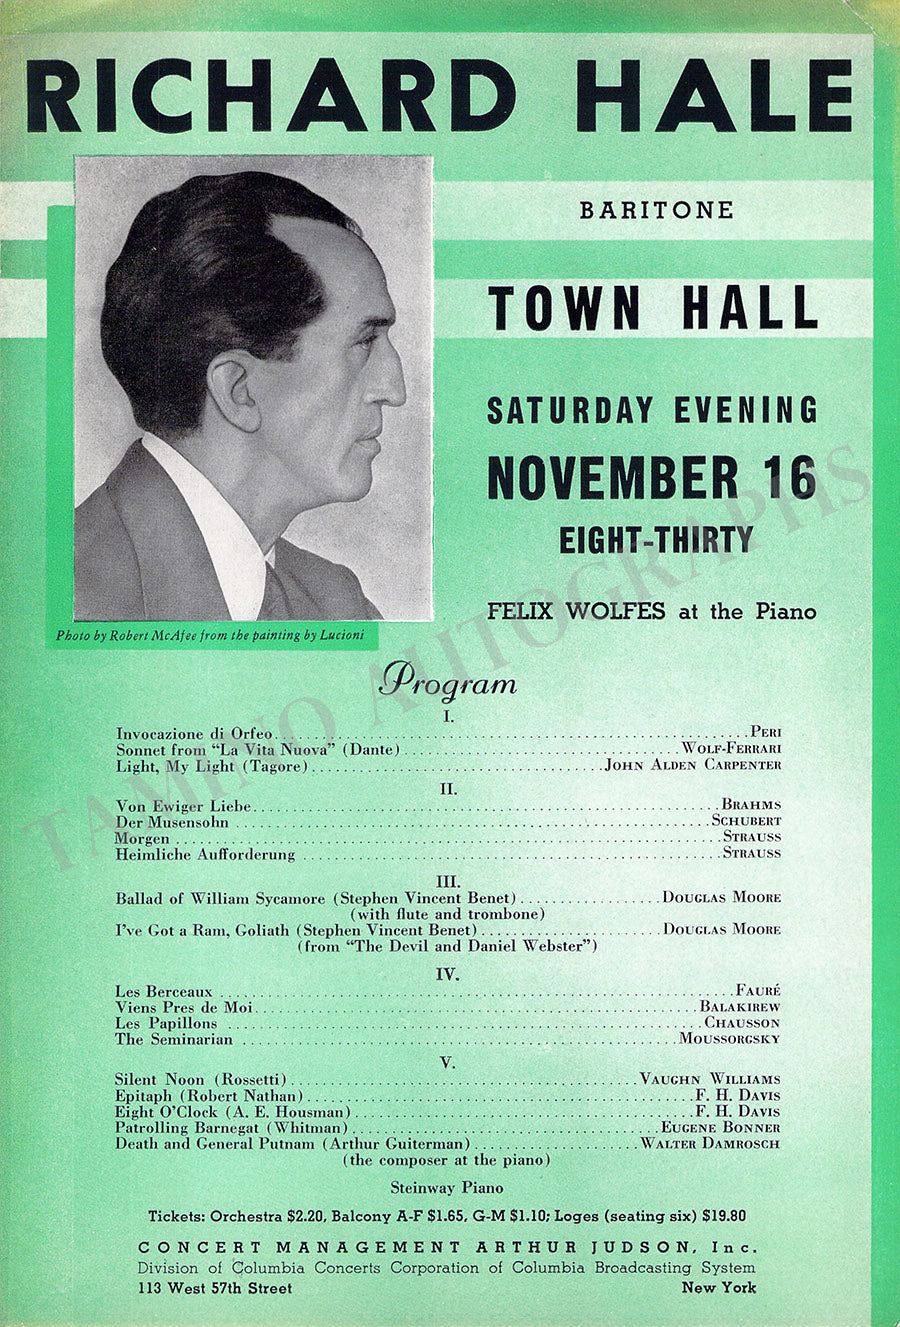 RICHARD HALE
BARITONE
TOWN HALL
SATURDAY EVENING
NOVEMBER 16
EIGHT-THIRTY
FELIX WOLFES at the Piano
Photo by Robert McAfee from the painting by Lucioni
Program
I.
Invocazione di Orfeo PERI
Sonnet from “La Vita Nuova” (Dante) WOLF-FERRARI
Light, My Light (Tagore) JOHN ALDEN CARPENTER
II.
Von Ewiger Liebe BRAHMS
Der Musensohn SCHUBERT
Morgen STRAUSS
Heimliche Aufforderung STRAUSS
III.
Ballad of William Sycamore (Stephen Vincent Benet) DOUGLAS MOORE
(with flute and trombone)
I've Got a Ram, Goliath (Stephen Vincent Benet) DOUGLAS MOORE
(from “The Devil and Daniel Webster”)
IV.
Les Berceaux FAURÉ
Viens Pres de Moi BALAKIREW
Les Papillons CHAUSSON
The Seminarian MOUSSORGSKY
V.
Silent Noon (Rossetti) VAUGHN WILLIAMS
Epitaph (Robert Nathan) F. H. DAVIS
Eight O'Clock (A. E. Housman) F. H. DAVIS
Patrolling Barnegat (Whitman) EUGENE BONNER
Death and General Putnam (Arthur Guiterman) WALTER DAMROSCH
(the composer at the piano)
Steinway Piano
Tickets: Orchestra $2.20, Balcony A-F $1.65, G-M $1.10; Loges (seating six) $19.80
CONCERT MANAGEMENT ARTHUR JUDSON, Inc.
Division of Columbia Concerts Corporation of Columbia Broadcasting System
113 West 57th Street New York
TAMINO AUTOGRAPHS